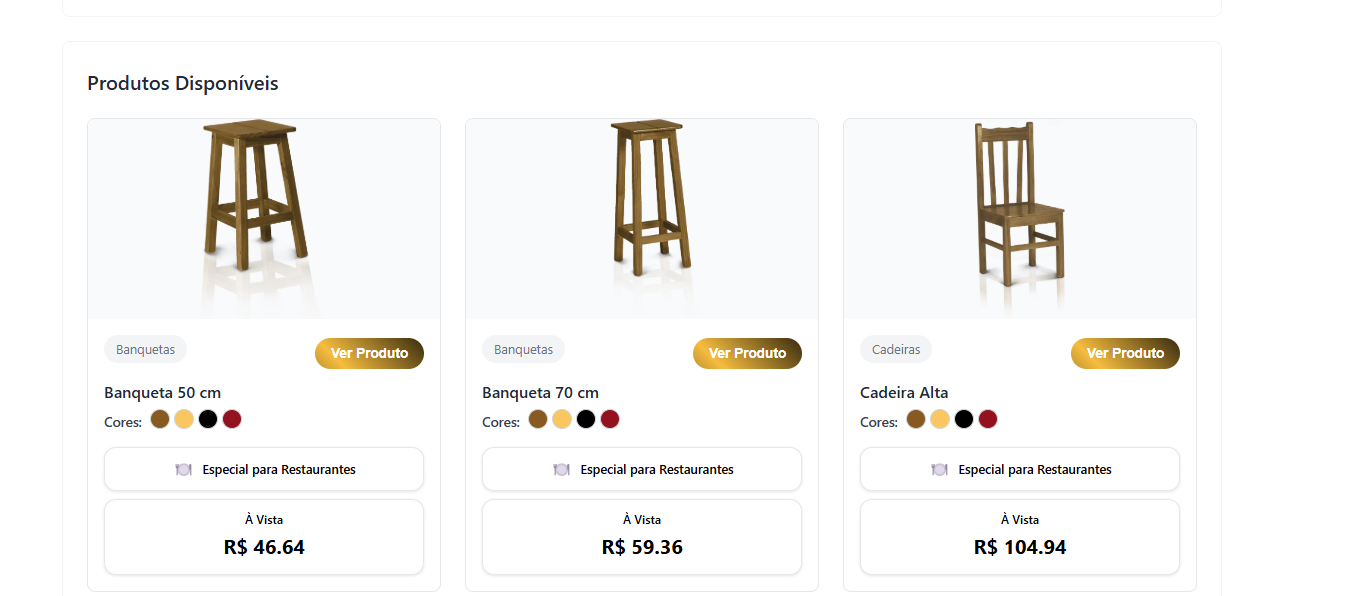 Produtos Disponíveis
Banquetas
Ver Produto
Banqueta 50 cm
Cores:
Especial para Restaurantes
À Vista
R$ 46.64
Banquetas
Ver Produto
Banqueta 70 cm
Cores:
Especial para Restaurantes
À Vista
R$ 59.36
Cadeiras
Ver Produto
Cadeira Alta
Cores:
Especial para Restaurantes
À Vista
R$ 104.94